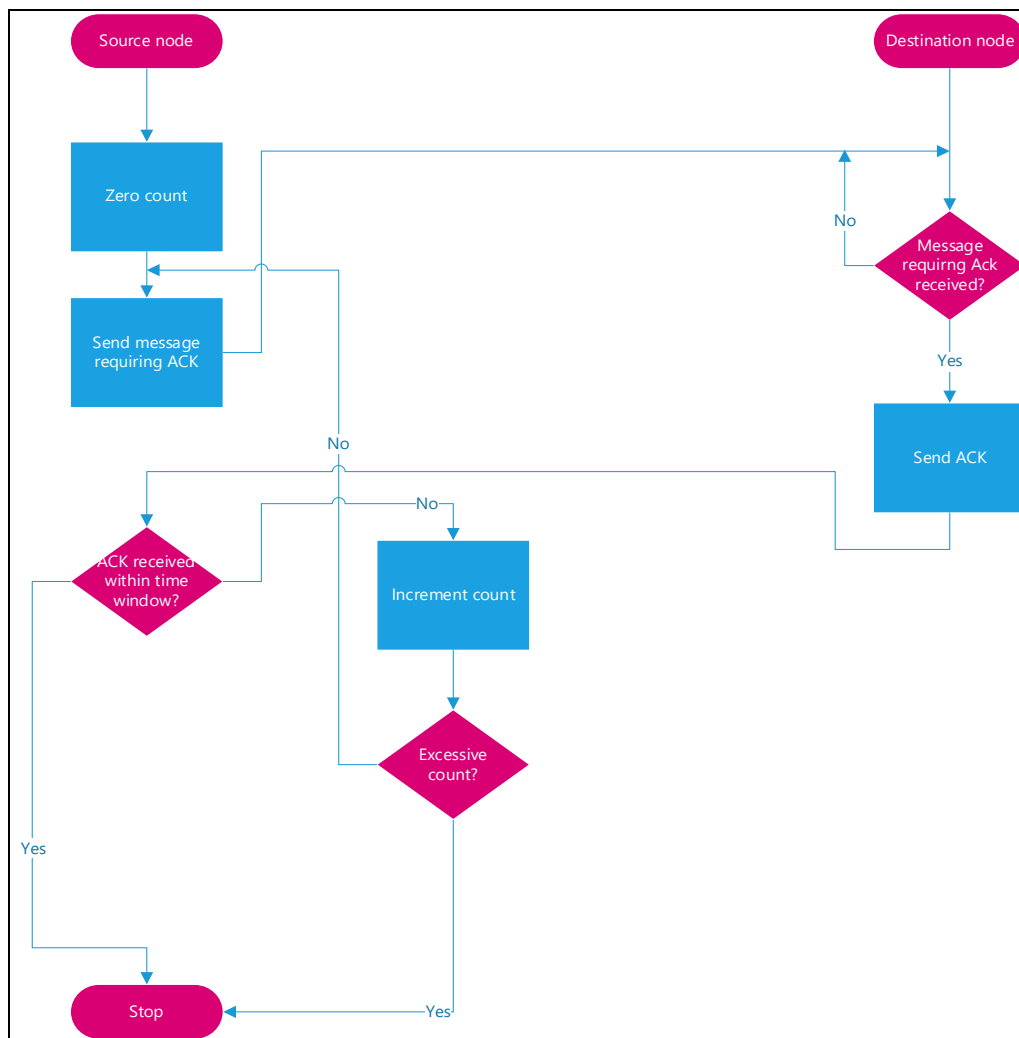 Source node
Destination node
Zero count
No
Message
requirng Ack
received?
Send message
requiring ACK
Yes
No
Send ACK
No
ACK received
within time
window?
Increment count
Excessive
count?
Yes
Stop
Yes